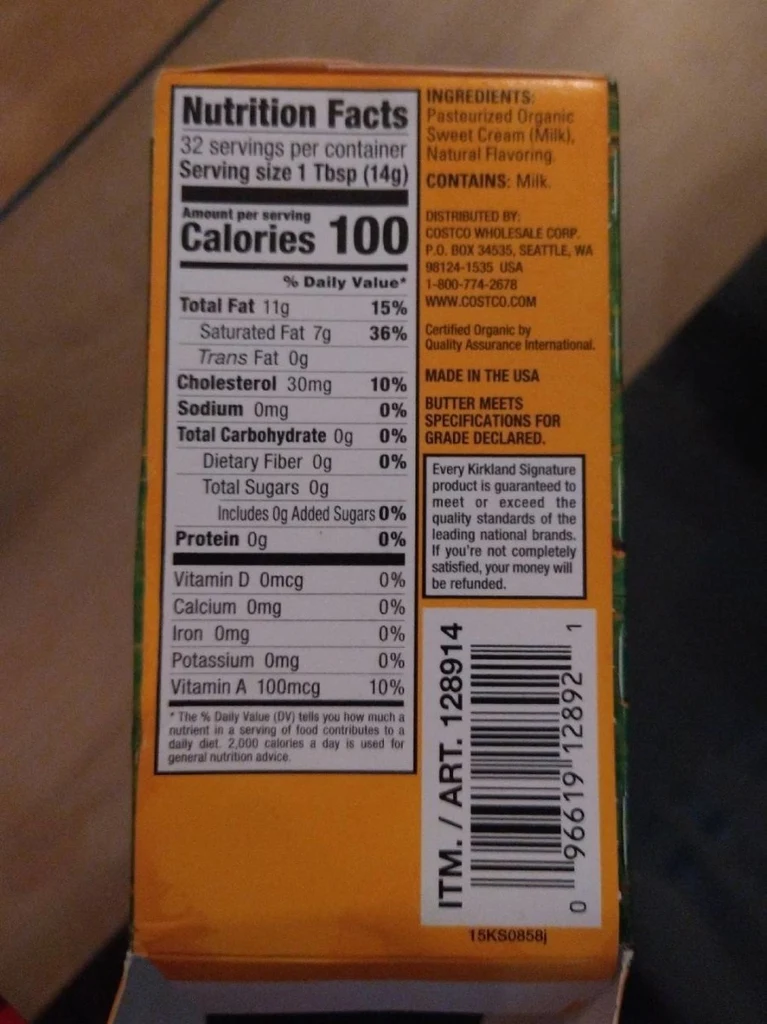 Nutrition Facts
32 servings per container
Serving size 1 Tbsp (14g)
Amount per serving
Calories 100
% Daily Value*
Total Fat 11g 15%
Saturated Fat 7g 36%
Trans Fat 0g
Cholesterol 30mg 10%
Sodium 0mg 0%
Total Carbohydrate 0g 0%
Dietary Fiber 0g 0%
Total Sugars 0g
Includes 0g Added Sugars 0%
Protein 0g 0%
Vitamin D 0mcg 0%
Calcium 0mg 0%
Iron 0mg 0%
Potassium 0mg 0%
Vitamin A 100mcg 10%
* The % Daily Value (DV) tells you how much a
nutrient in a serving of food contributes to a
daily diet. 2,000 calories a day is used for
general nutrition advice.
INGREDIENTS:
Pasteurized Organic
Sweet Cream (Milk),
Natural Flavoring.
CONTAINS: Milk.
DISTRIBUTED BY:
COSTCO WHOLESALE CORP.
P.O. BOX 34535, SEATTLE, WA
98124-1535 USA
1-800-774-2678
WWW.COSTCO.COM
Certified Organic by
Quality Assurance International.
MADE IN THE USA
BUTTER MEETS
SPECIFICATIONS FOR
GRADE DECLARED.
Every Kirkland Signature
product is guaranteed to
meet or exceed the
quality standards of the
leading national brands.
If you're not completely
satisfied, your money will
be refunded.
ITM. / ART. 128914
0 96619 12892 1
15KS0858j